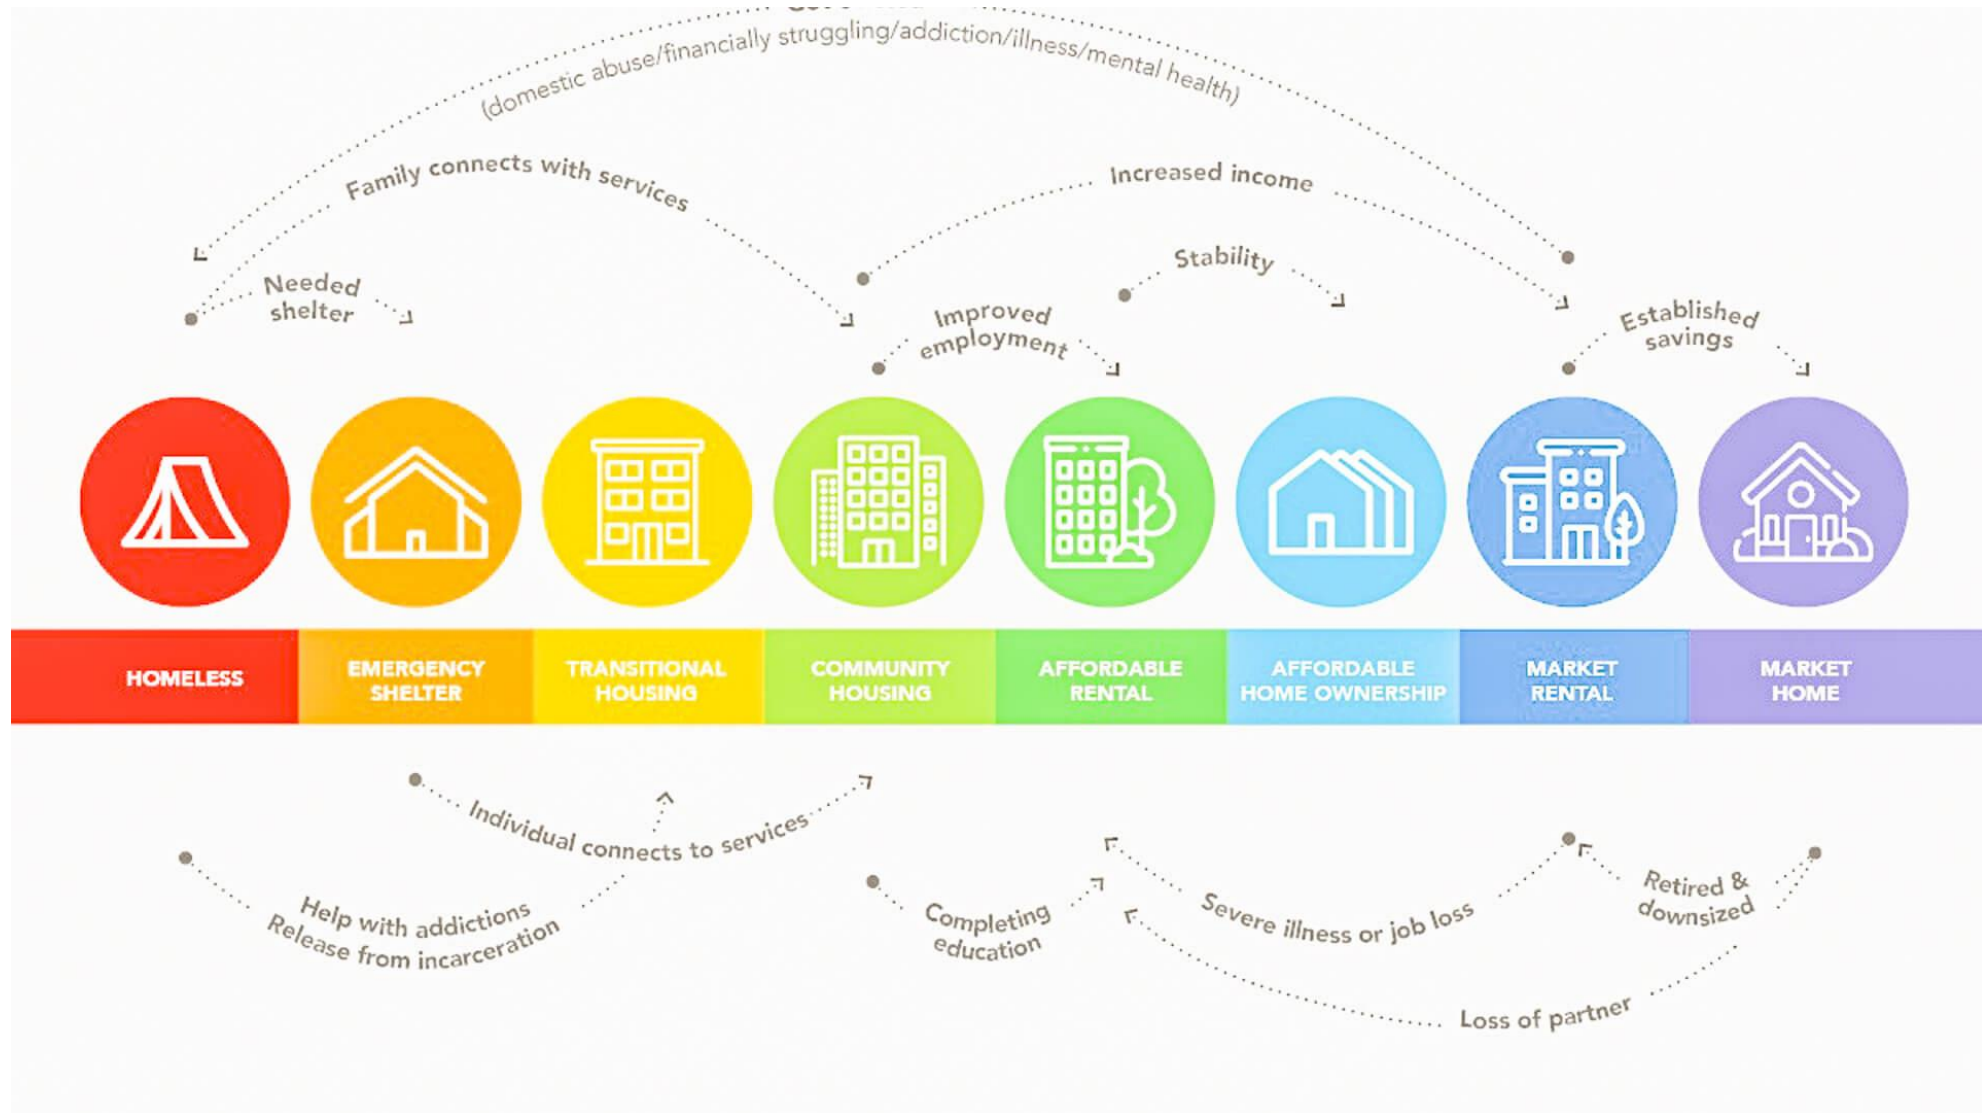 (domestic abuse/financially struggling/addiction/illness/mental health)
Family connects with services
Increased income
Stability
Needed
shelter
Improved
employment
Established
savings
HOMELESS
EMERGENCY
SHELTER
TRANSITIONAL
HOUSING
COMMUNITY
HOUSING
AFFORDABLE
RENTAL
AFFORDABLE
HOME OWNERSHIP
MARKET
RENTAL
MARKET
HOME
Individual connects to services
Help with addictions
Release from incarceration
Completing
education
Severe illness or job loss
Retired &
downsized
Loss of partner